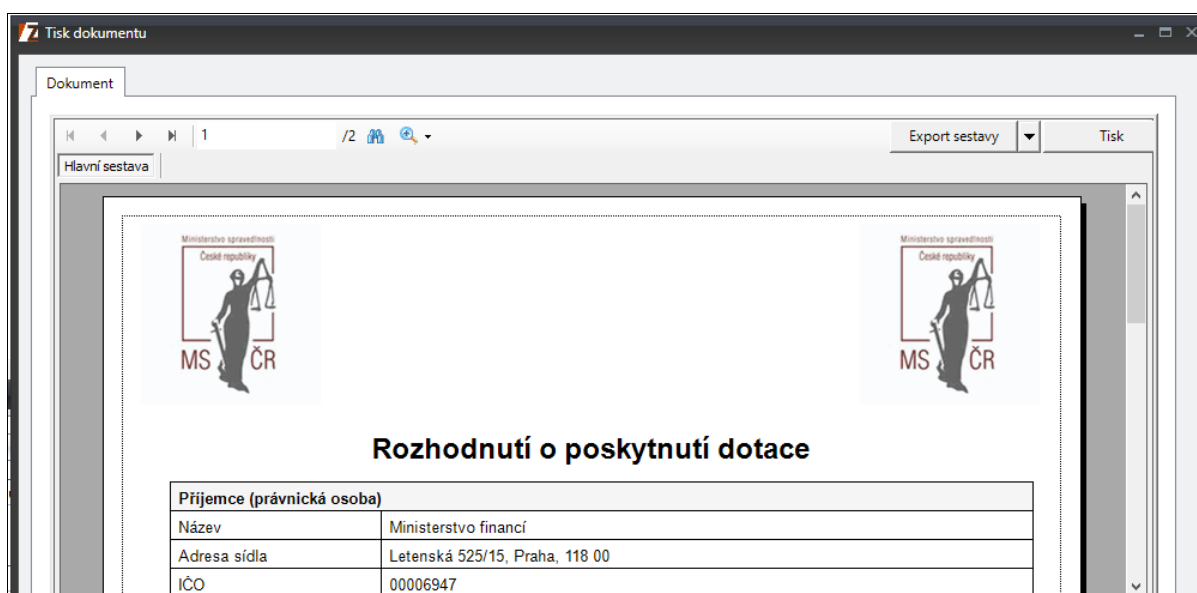 Tisk dokumentu
Dokument
1 /2 Export sestavy Tisk
Hlavní sestava
Ministerstvo spravedlnosti Ministerstvo spravedlnosti
České republiky České republiky
MS ČR MS ČR
Rozhodnutí o poskytnutí dotace
Příjemce (právnická osoba)
Název Ministerstvo financí
Adresa sídla Letenská 525/15, Praha, 118 00
IČO 00006947